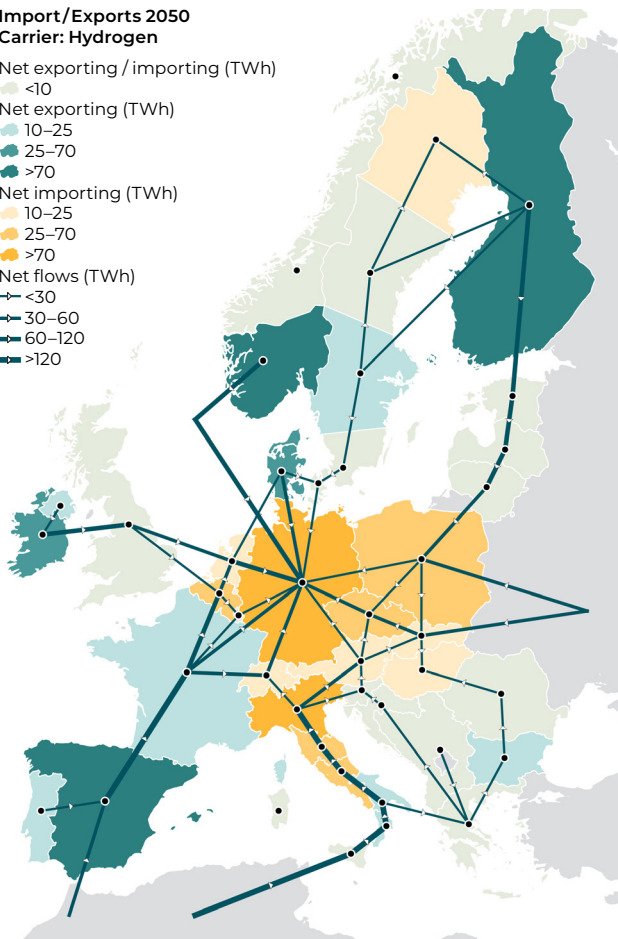 Import/Exports 2050
Carrier: Hydrogen
Net exporting / importing (TWh)
<10
Net exporting (TWh)
10–25
25–70
>70
Net importing (TWh)
10–25
25–70
>70
Net flows (TWh)
<30
30–60
60–120
>120